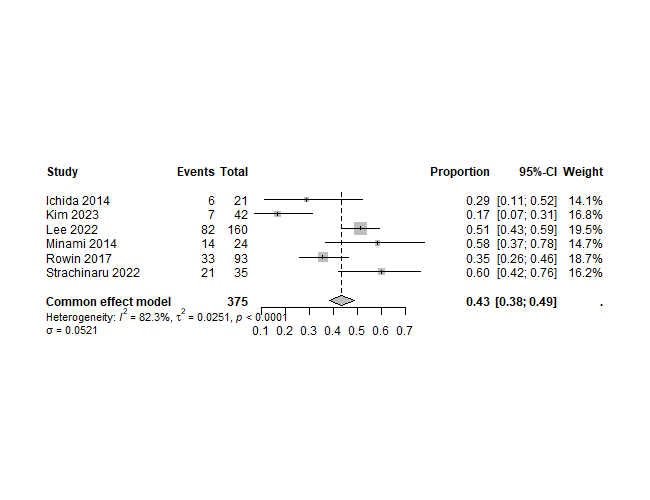 Study Events Total Proportion 95%-CI Weight
Ichida 2014 6 21 0.29 [0.11; 0.52] 14.1%
Kim 2023 7 42 0.17 [0.07; 0.31] 16.8%
Lee 2022 82 160 0.51 [0.43; 0.59] 19.5%
Minami 2014 14 24 0.58 [0.37; 0.78] 14.7%
Rowin 2017 33 93 0.35 [0.26; 0.46] 18.7%
Strachinaru 2022 21 35 0.60 [0.42; 0.76] 16.2%
Common effect model 375 0.43 [0.38; 0.49] .
Heterogeneity: I² = 82.3%, τ² = 0.0251, p < 0.0001
σ = 0.0521 0.1 0.2 0.3 0.4 0.5 0.6 0.7